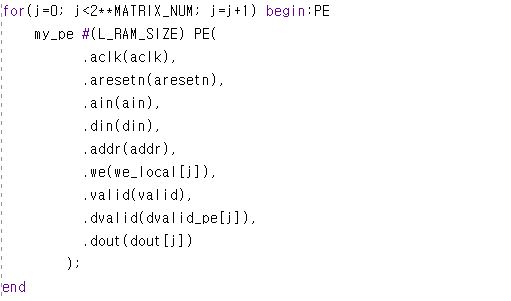 for(j=0; j<2**MATRIX_NUM; j=j+1) begin:PE
my_pe #(L_RAM_SIZE) PE(
.aclk(aclk),
.aresetn(aresetn),
.ain(ain),
.din(din),
.addr(addr),
.we(we_local[j]),
.valid(valid),
.dvalid(dvalid_pe[j]),
.dout(dout[j])
);
end